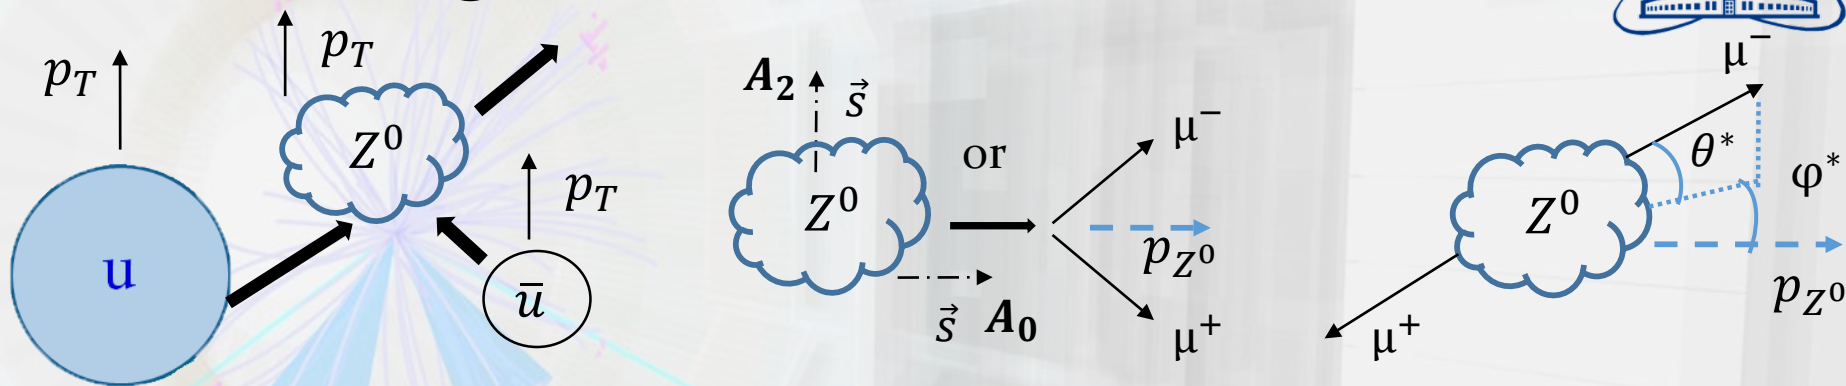 p_T
p_T
Z^0
u
ū
p_T
A_2
s⃗
Z^0
or
μ^-
p_{Z^0}
μ^+
s⃗ A_0
μ^-
θ^*
φ^*
Z^0
p_{Z^0}
μ^+